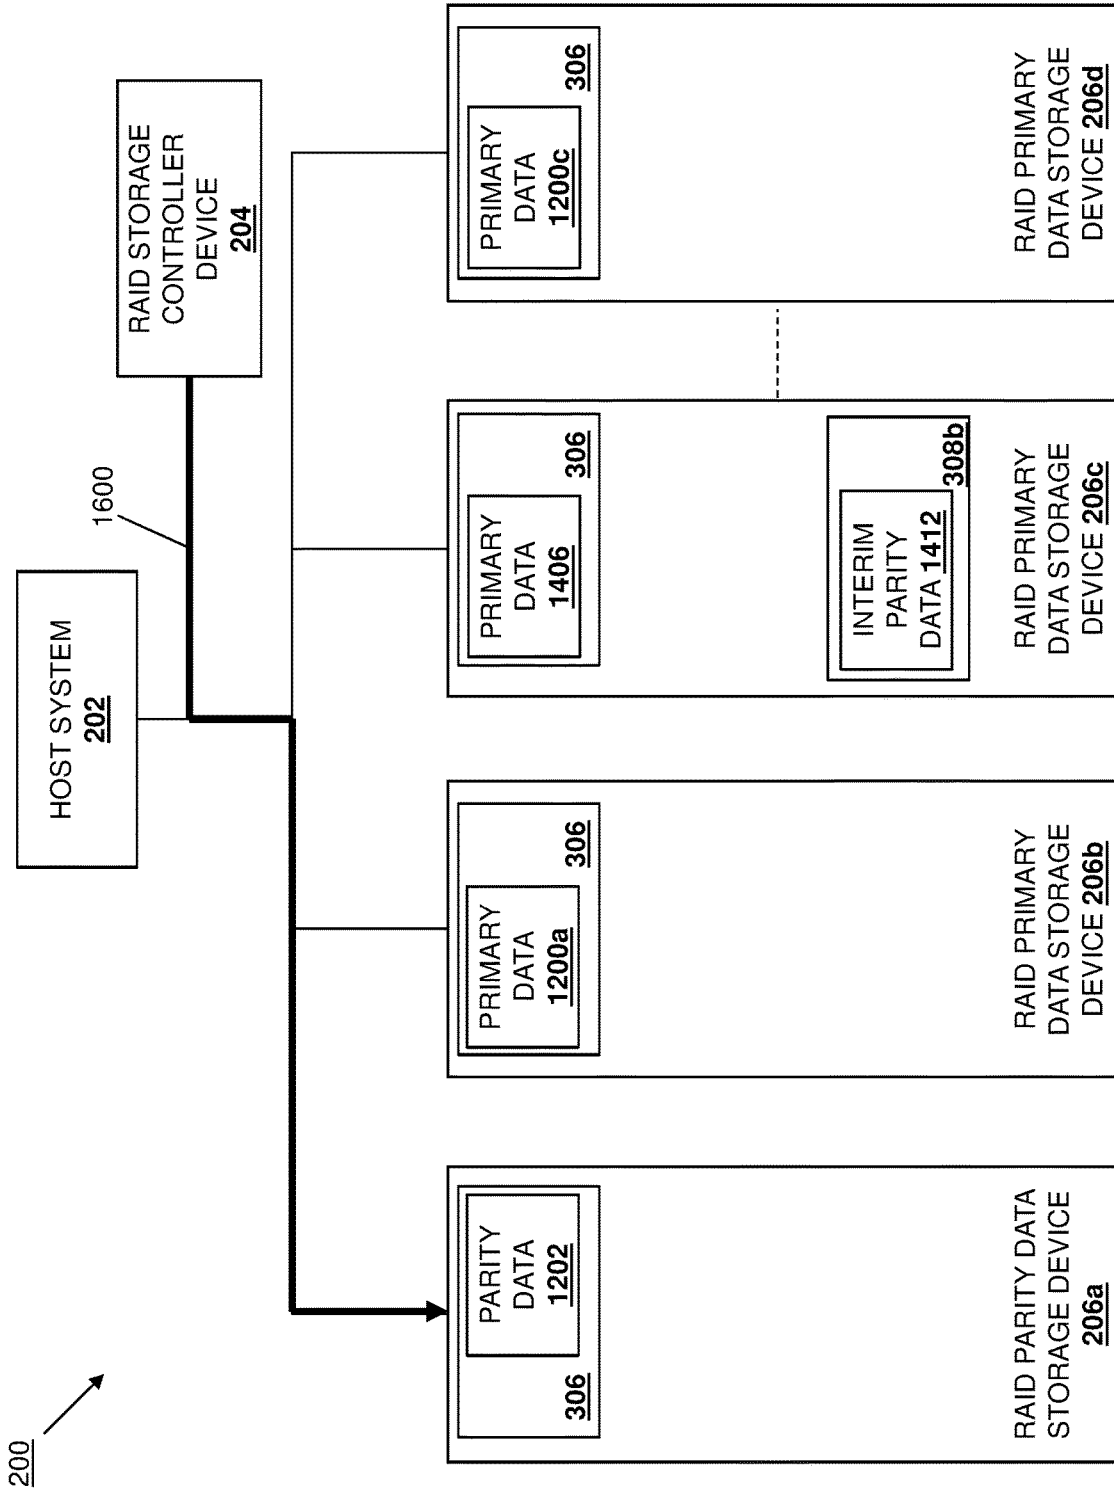 200
HOST SYSTEM
202
1600
RAID STORAGE
CONTROLLER
DEVICE
204
306
PARITY
DATA
1202
RAID PARITY DATA
STORAGE DEVICE
206a
PRIMARY
DATA
1200a
306
RAID PRIMARY
DATA STORAGE
DEVICE 206b
PRIMARY
DATA
1406
306
INTERIM
PARITY
DATA 1412
308b
RAID PRIMARY
DATA STORAGE
DEVICE 206c
PRIMARY
DATA
1200c
306
RAID PRIMARY
DATA STORAGE
DEVICE 206d